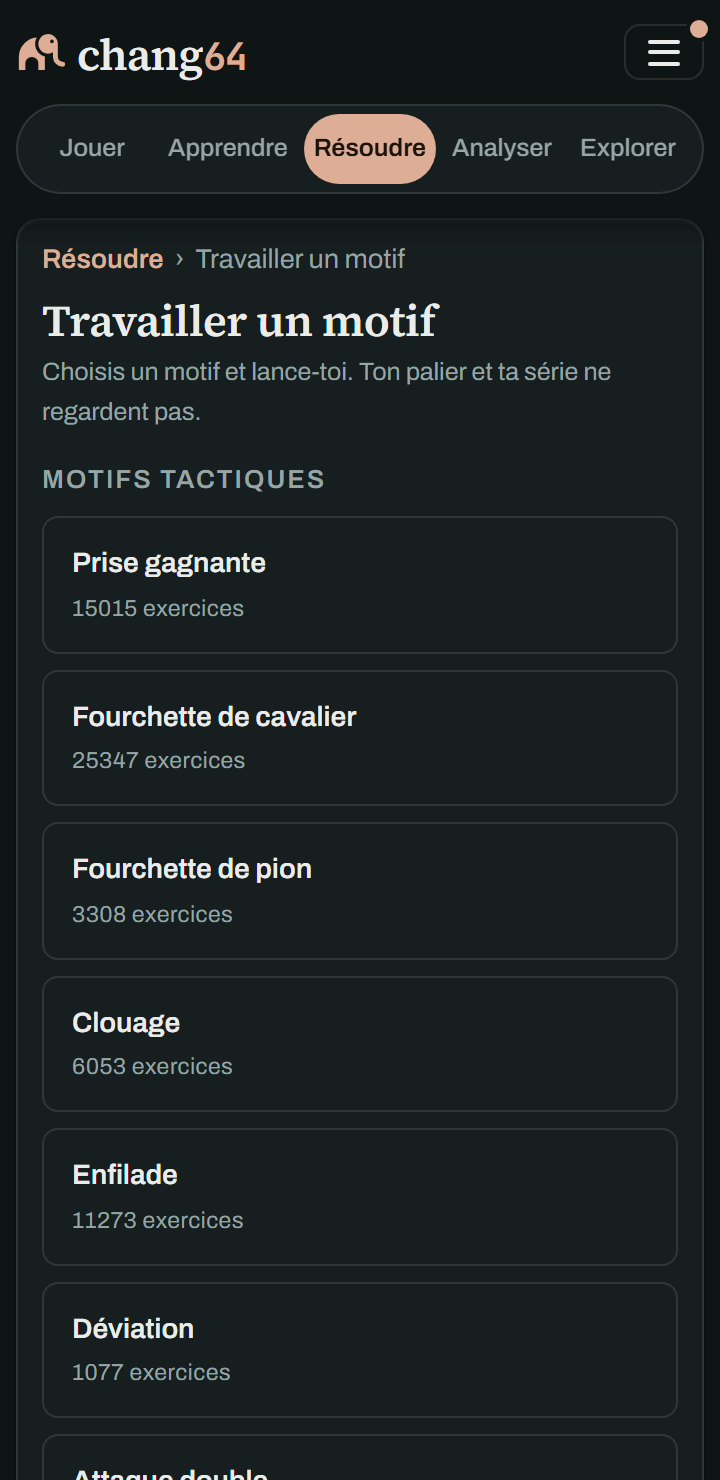 chang64
Jouer Apprendre Résoudre Analyser Explorer
Résoudre › Travailler un motif
Travailler un motif
Choisis un motif et lance-toi. Ton palier et ta série ne
regardent pas.
MOTIFS TACTIQUES
Prise gagnante
15015 exercices
Fourchette de cavalier
25347 exercices
Fourchette de pion
3308 exercices
Clouage
6053 exercices
Enfilade
11273 exercices
Déviation
1077 exercices
Attaque double